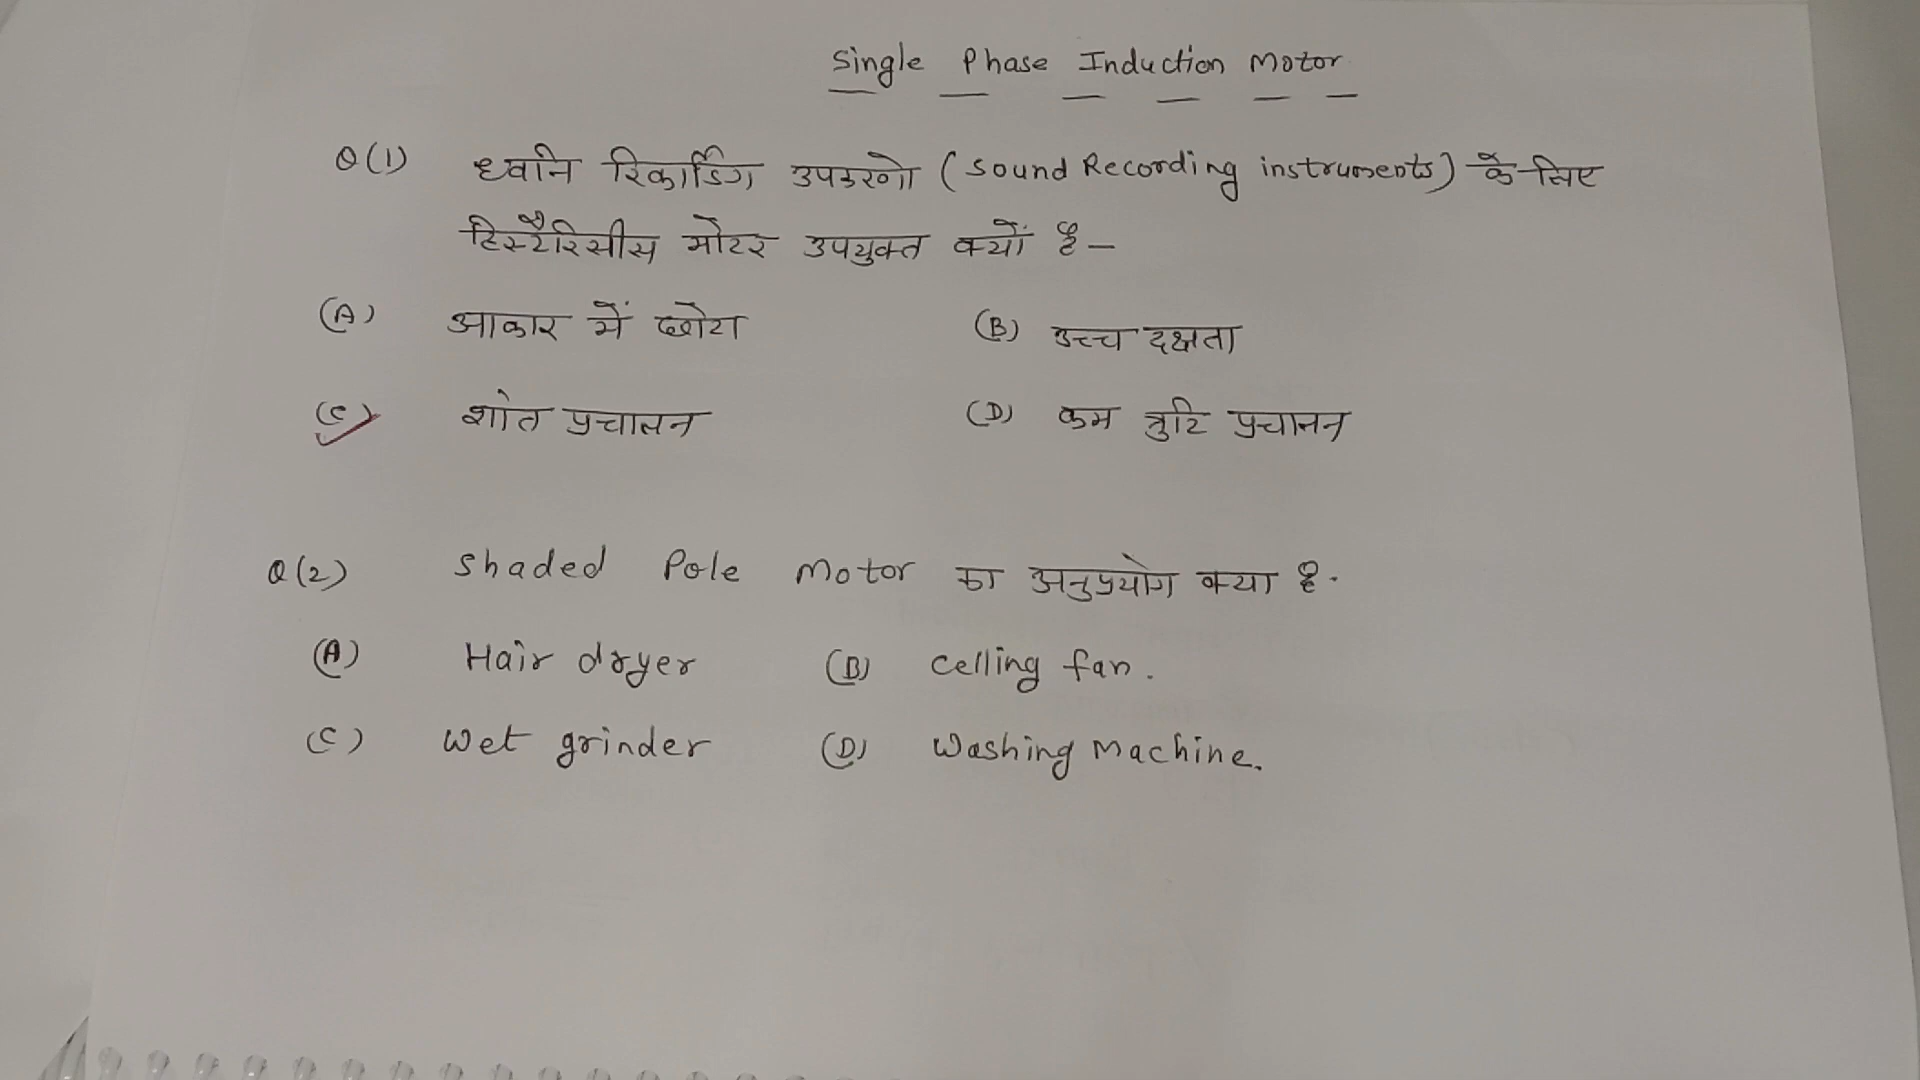 Single Phase Induction Motor
Q(1) ध्वनि रिकार्डिंग उपकरणो (Sound Recording instruments) के लिए
हिस्टैरिसीस मोटर उपयुक्त क्यों है -
(A) आकार में छोटा (B) उच्च दक्षता
(C) शांत प्रचालन (D) कम त्रुटि प्रचालन
Q(2) Shaded Pole Motor का अनुप्रयोग क्या है.
(A) Hair dryer (B) Celling fan.
(C) Wet grinder (D) Washing Machine.